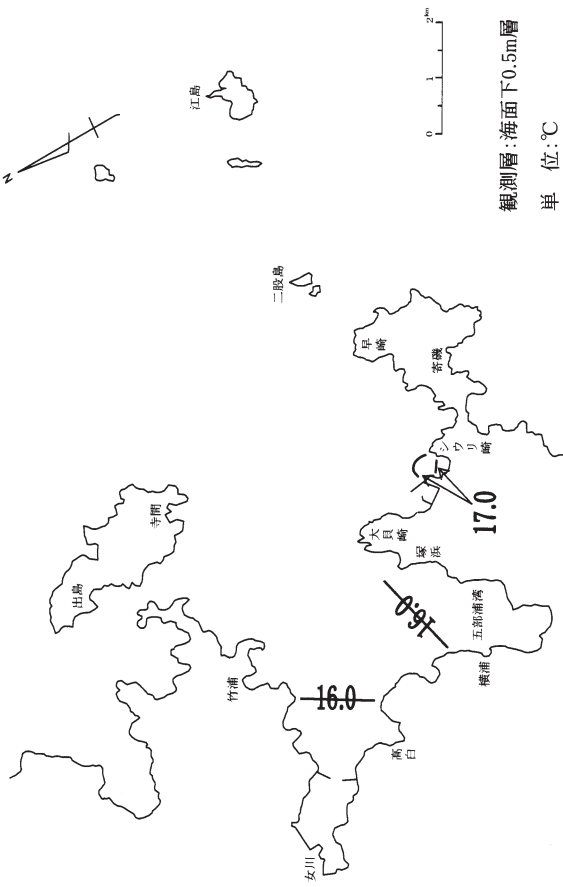 N
江島
0 1 2km
観測層：海面下0.5m層
単　位：℃
二股島
早崎
寄磯
シウリ崎
17.0
大貝崎
塚浜
寺間
出島
16.0
五部浦湾
横浦
竹浦
16.0
高白
女川